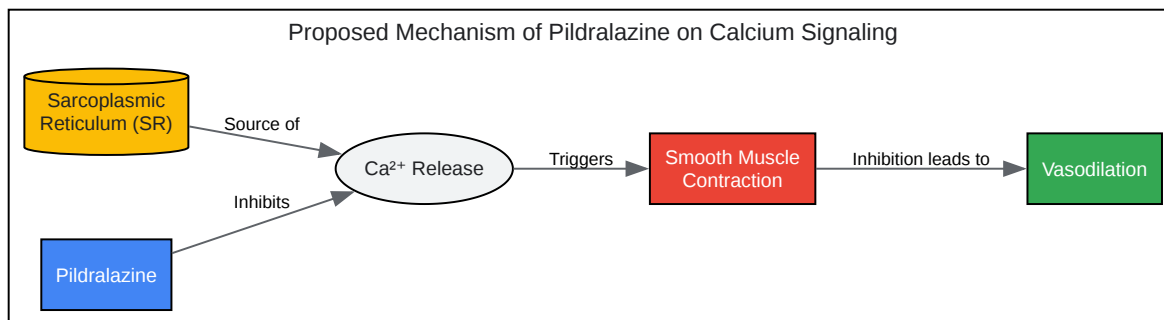 Proposed Mechanism of Pildralazine on Calcium Signaling
Sarcoplasmic
Reticulum (SR)
Source of
Ca²⁺ Release
Triggers
Smooth Muscle
Contraction
Inhibition leads to
Vasodilation
Inhibits
Pildralazine